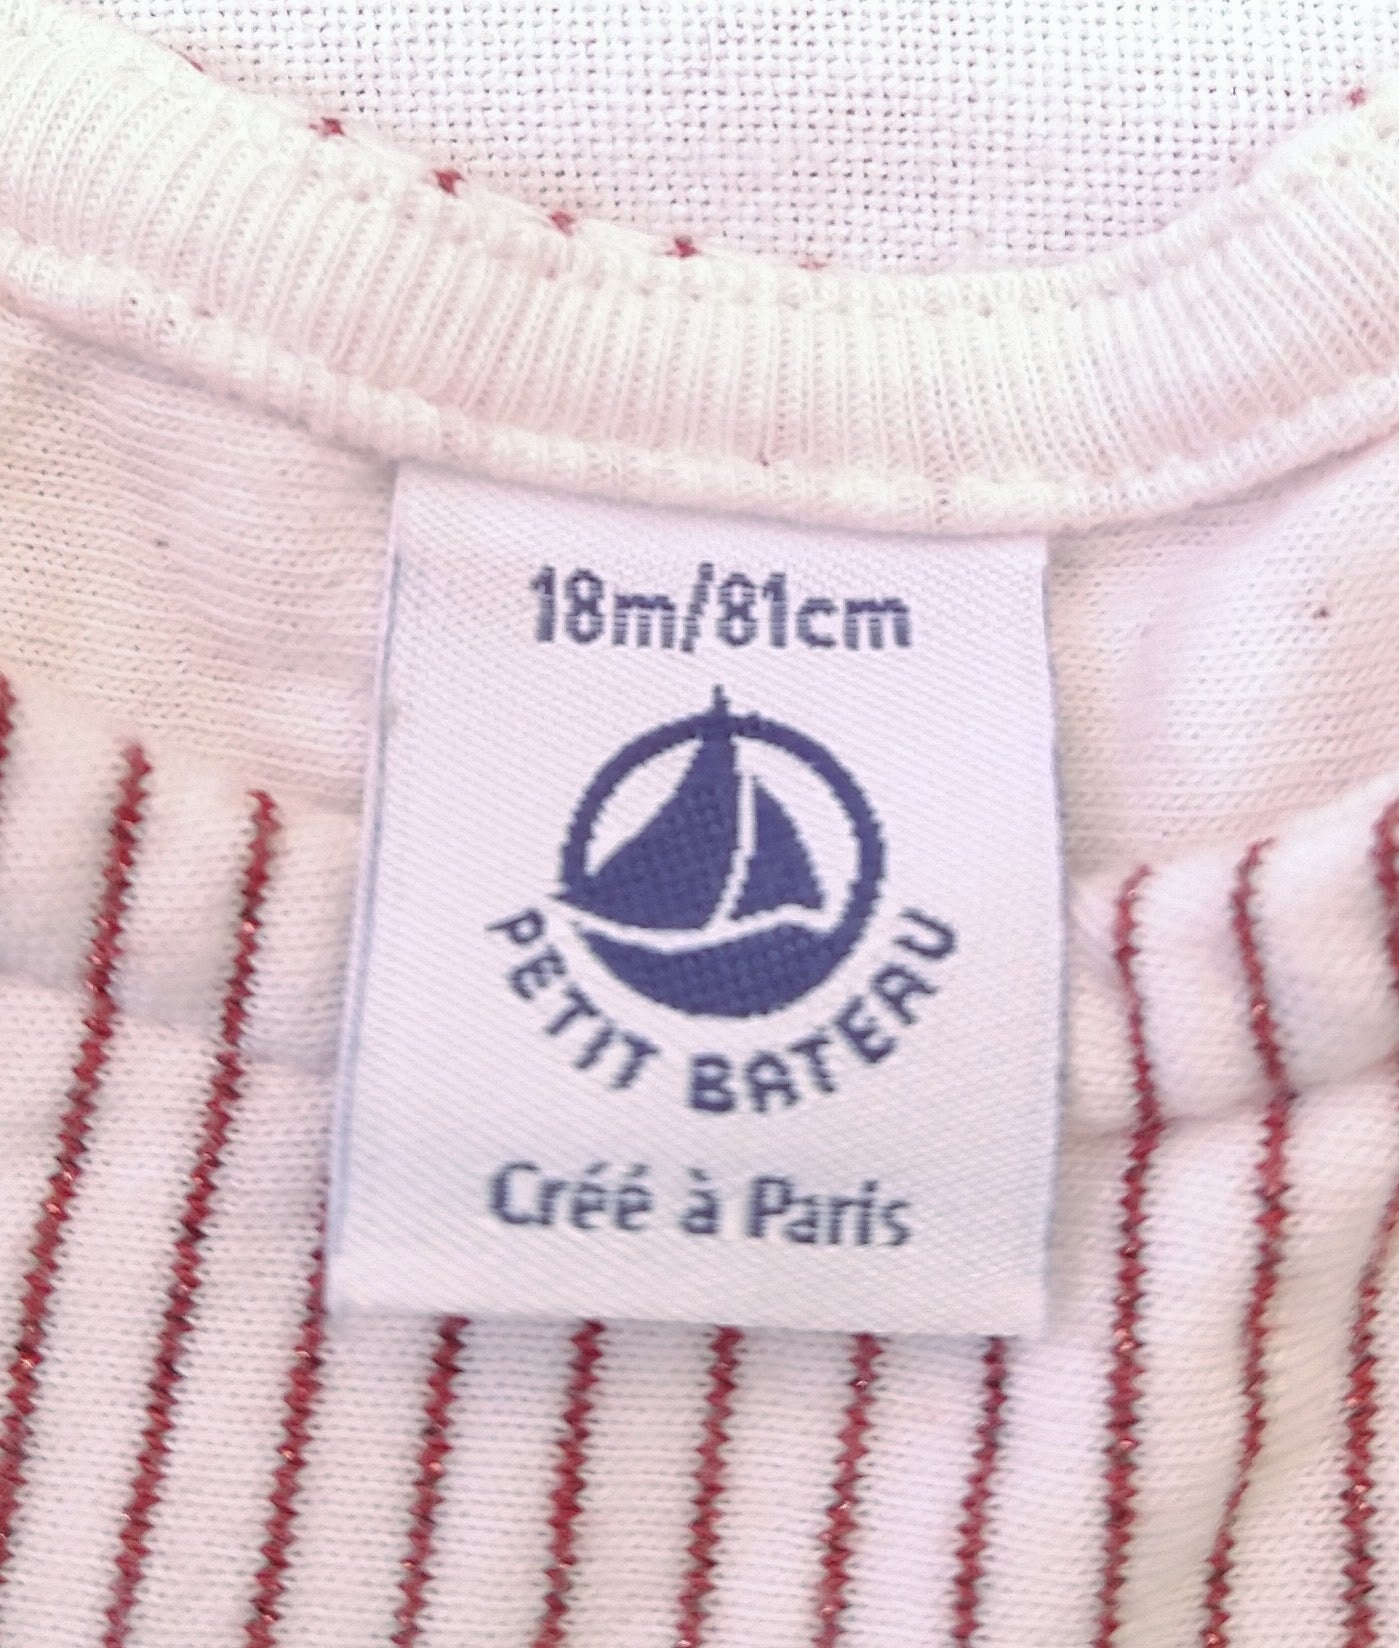 18m/81cm
PETIT BATEAU
Créé à Paris